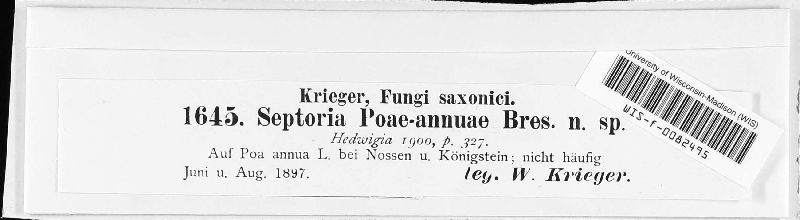 Krieger, Fungi saxonici.
1645. Septoria Poae-annuae Bres. n. sp.
Hedwigia 1900, p. 327.
Auf Poa annua L. bei Nossen u. Königstein; nicht häufig
Juni u. Aug. 1897. leg. W. Krieger.
University of Wisconsin-Madison (WIS)
WIS-f-0082495